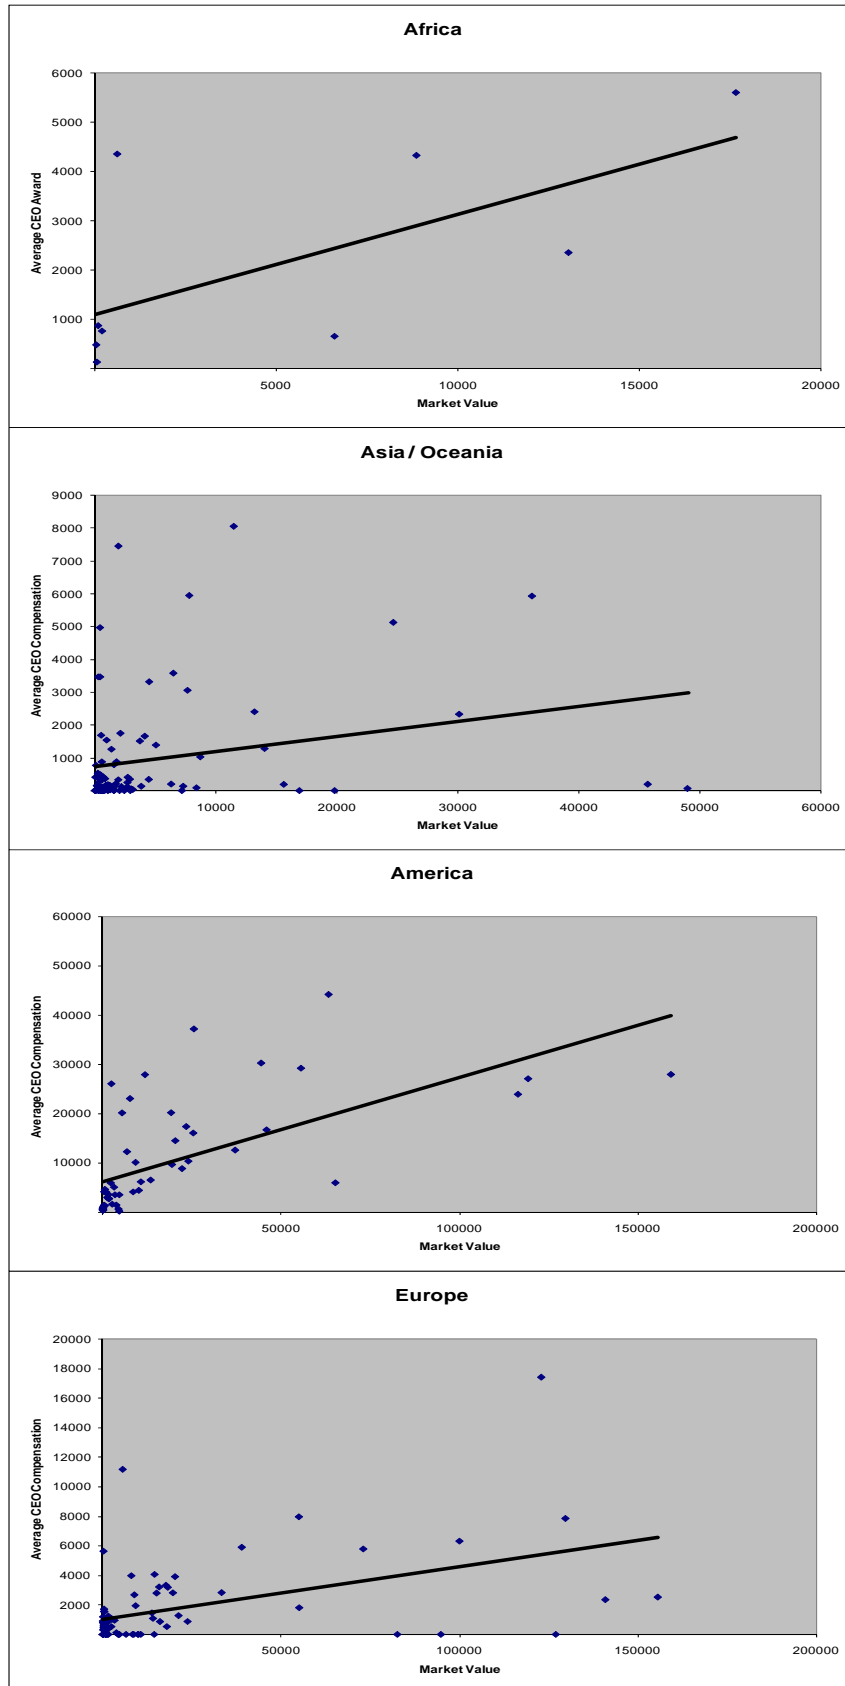 Africa
6000
5000
4000
3000
2000
1000
Average CEO Award
5000 10000 15000 20000
Market Value
Asia / Oceania
9000
8000
7000
6000
5000
4000
3000
2000
1000
Average CEO Compensation
10000 20000 30000 40000 50000 60000
Market Value
America
60000
50000
40000
30000
20000
10000
Average CEO Compensation
50000 100000 150000 200000
Market Value
Europe
20000
18000
16000
14000
12000
10000
8000
6000
4000
2000
Average CEO Compensation
50000 100000 150000 200000
Market Value